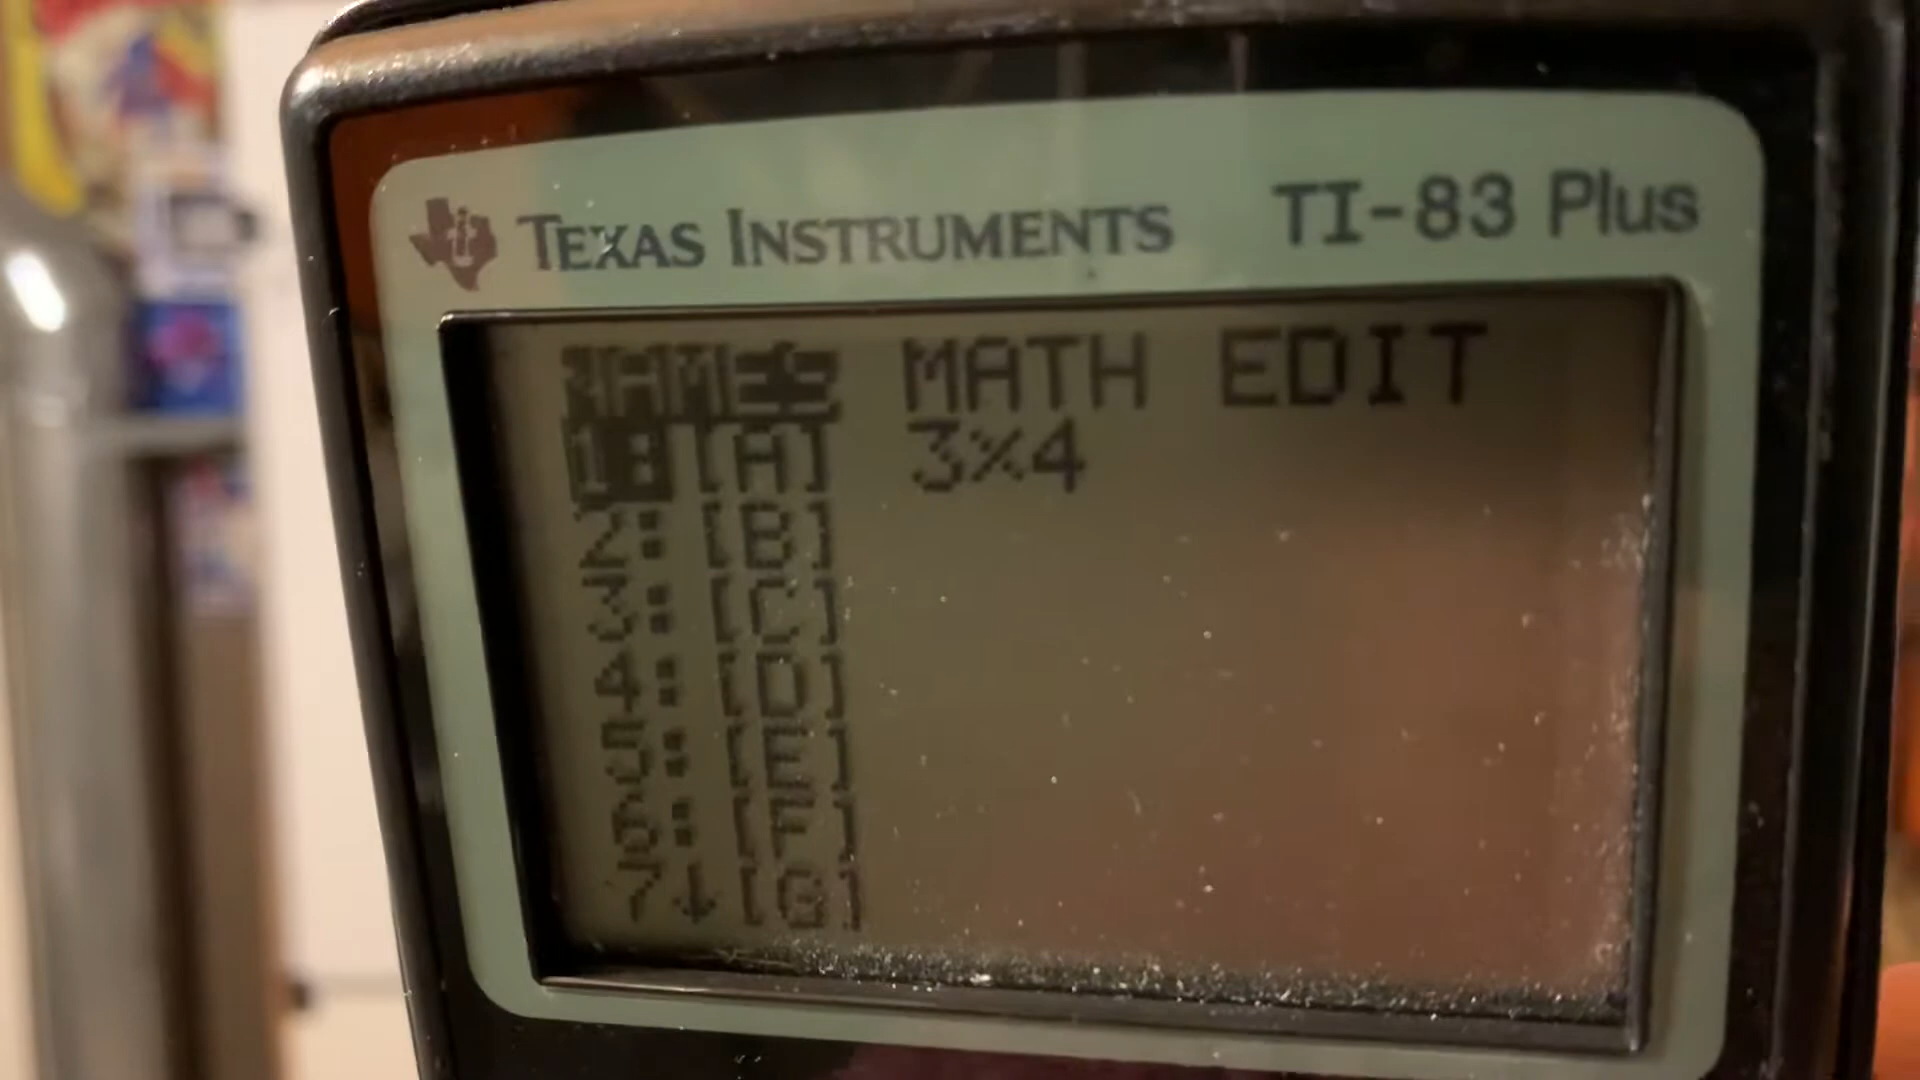 TEXAS INSTRUMENTS TI-83 Plus
NAMES MATH EDIT
1:[A] 3×4
2:[B]
3:[C]
4:[D]
5:[E]
6:[F]
7↓[G]